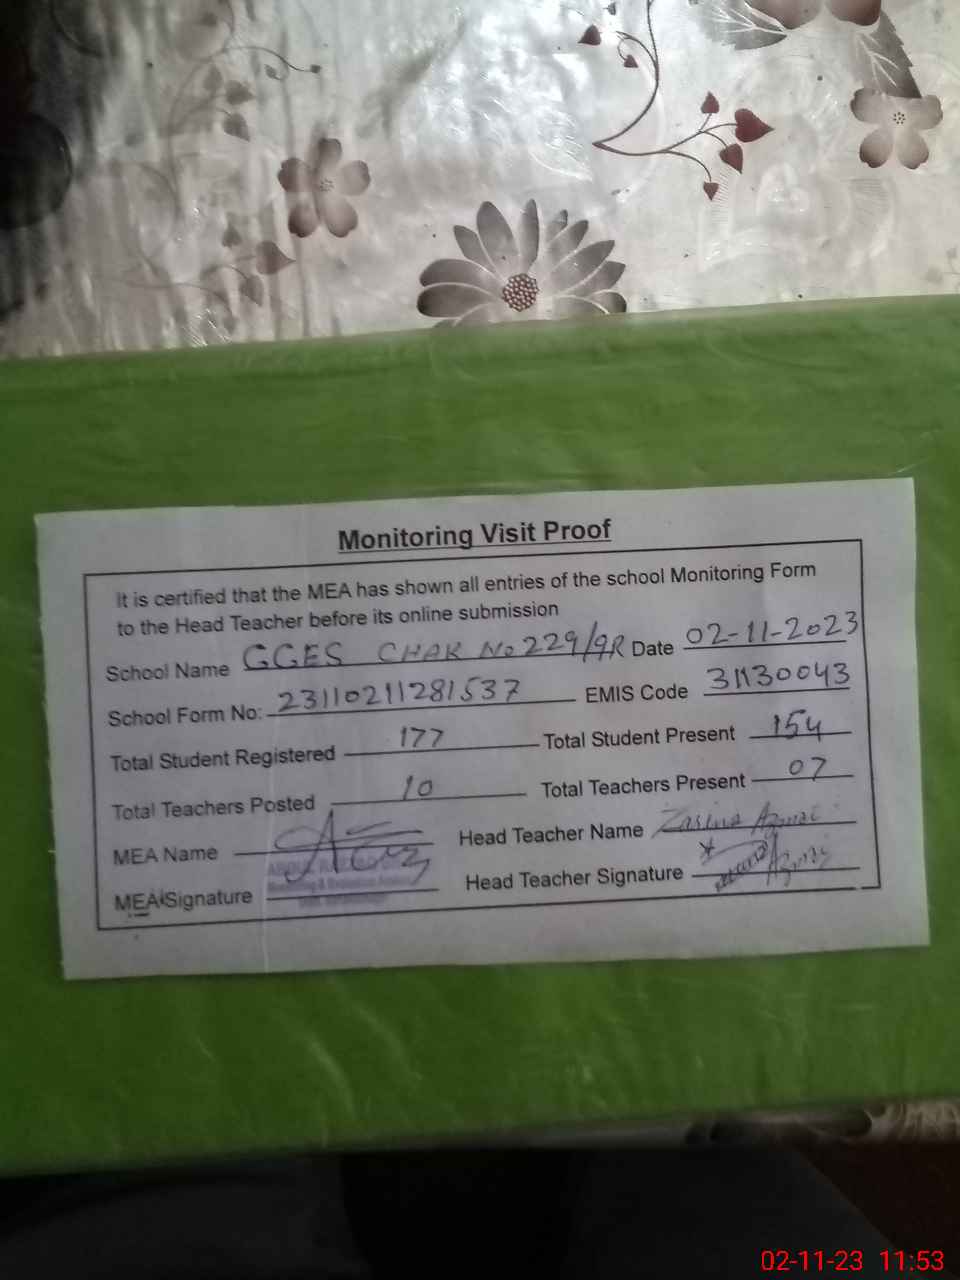 Monitoring Visit Proof
It is certified that the MEA has shown all entries of the school Monitoring Form
to the Head Teacher before its online submission
School Name GGES CHAK No 229/9R Date 02-11-2023
School Form No: 23110211281537 EMIS Code 31130043
Total Student Registered 177 Total Student Present 154
Total Teachers Posted 10 Total Teachers Present 07
MEA Name Head Teacher Name
MEA Signature Head Teacher Signature
02-11-23 11:53